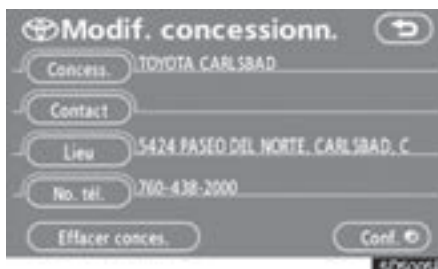 Modif. concessionn.
Concess. TOYOTA CARLSBAD
Contact
Lieu 5424 PASEO DEL NORTE, CARLSBAD, C
No. tél. 760-438-2000
Effacer conces. Conf.